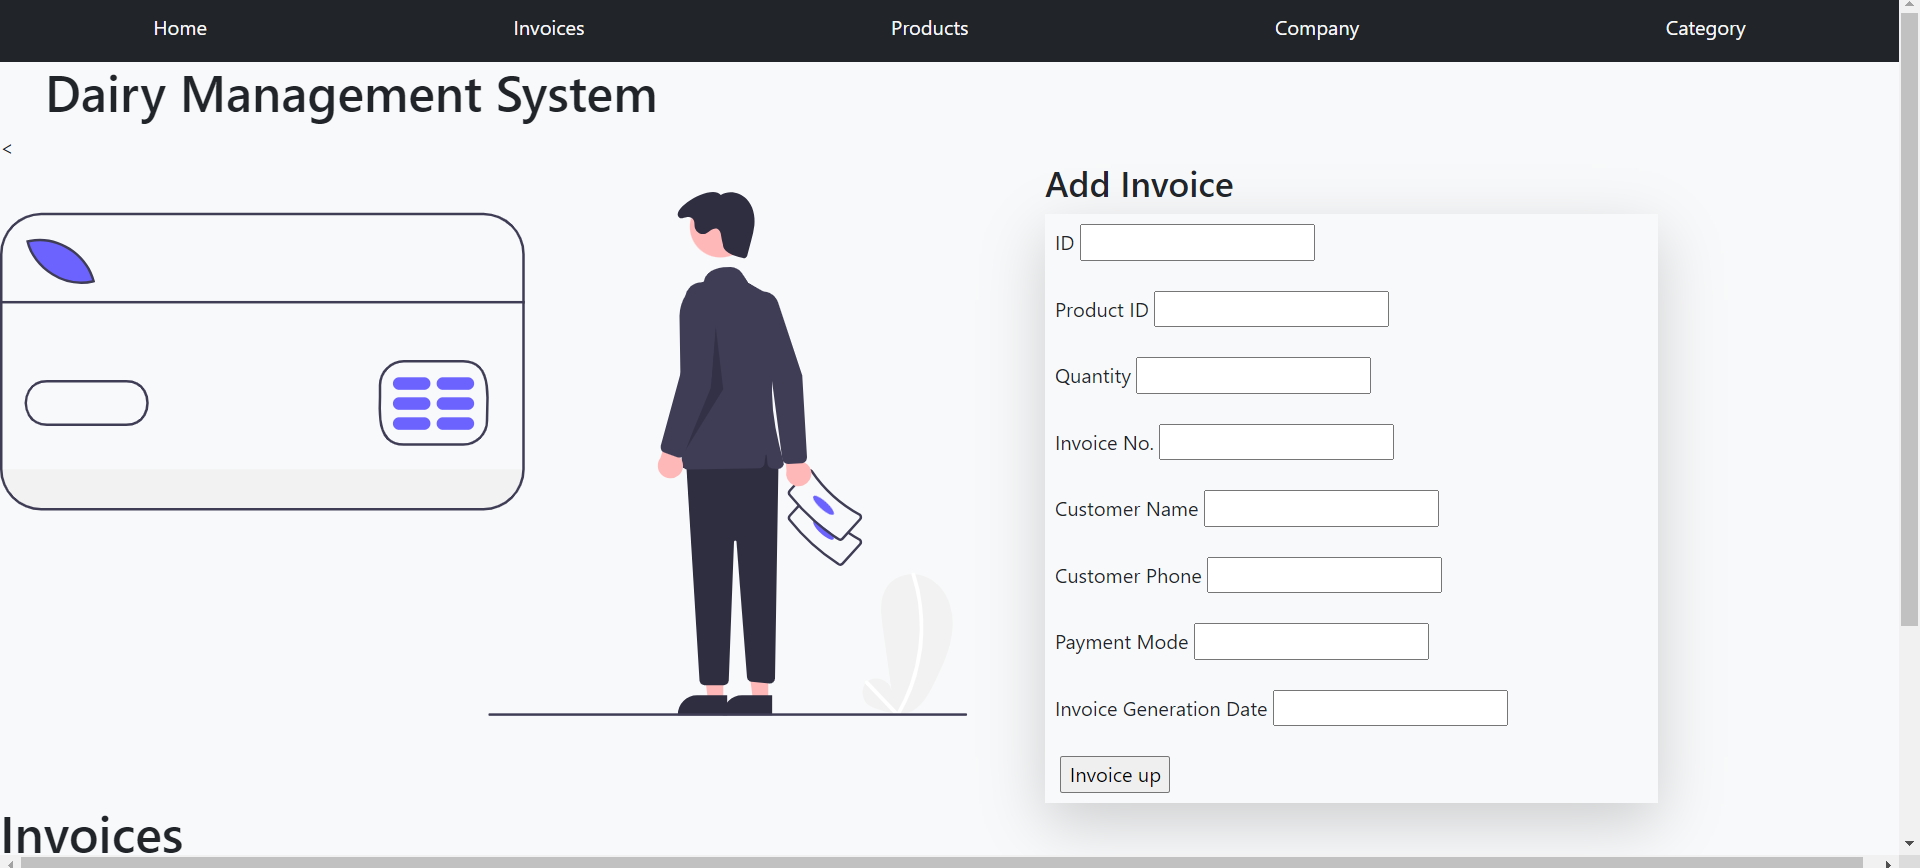 Home Invoices Products Company Category
Dairy Management System
<
Add Invoice
ID
Product ID
Quantity
Invoice No.
Customer Name
Customer Phone
Payment Mode
Invoice Generation Date
Invoice up
Invoices